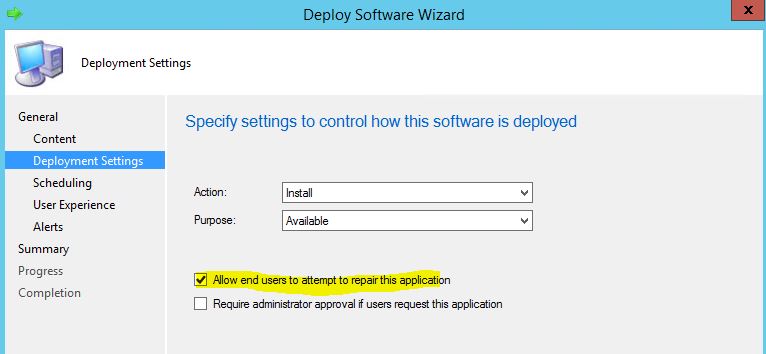 Deploy Software Wizard
x
Deployment Settings
General
Content
Deployment Settings
Scheduling
User Experience
Alerts
Summary
Progress
Completion
Specify settings to control how this software is deployed
Action: Install
Purpose: Available
Allow end users to attempt to repair this application
Require administrator approval if users request this application